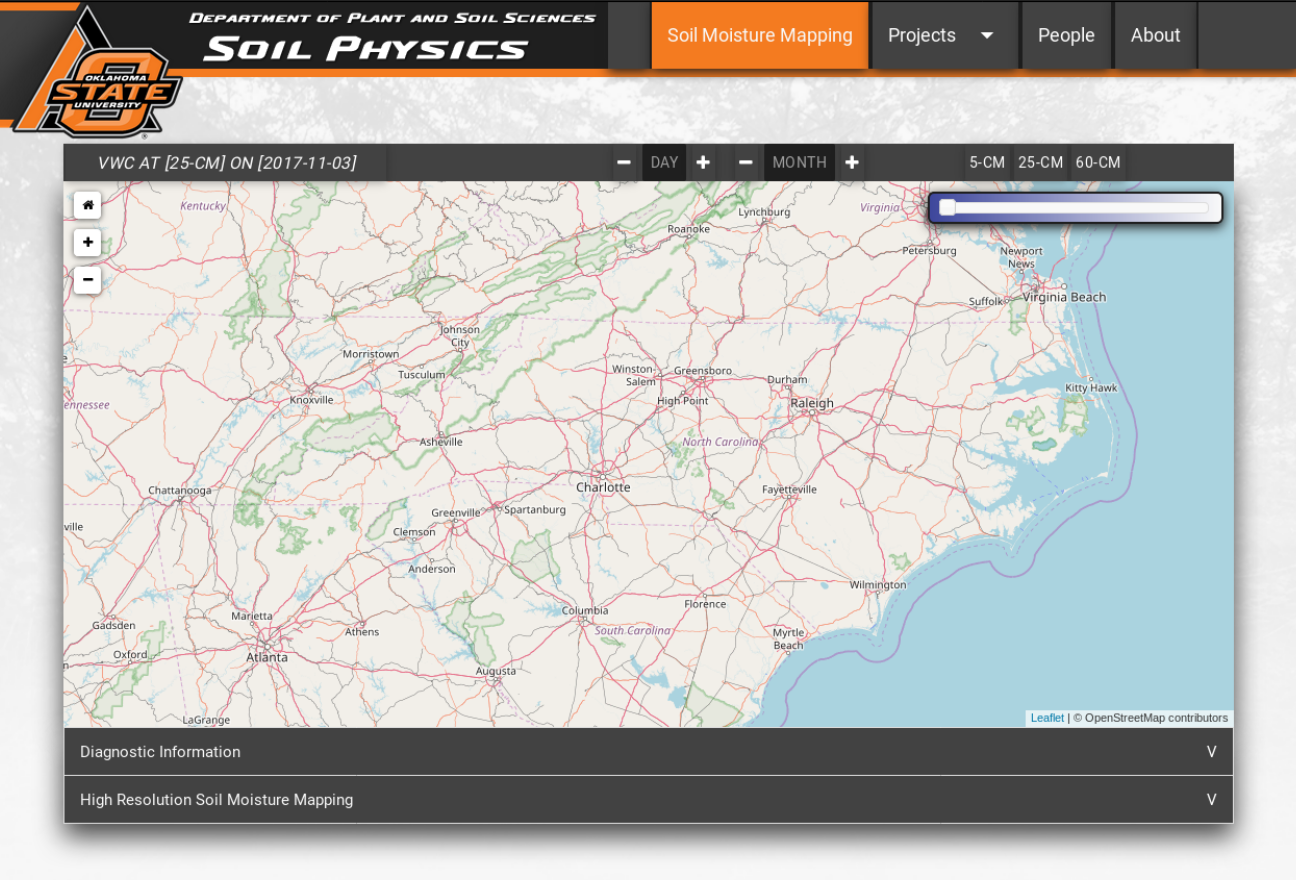 DEPARTMENT OF PLANT AND SOIL SCIENCES
SOIL PHYSICS
OKLAHOMA
STATE
UNIVERSITY
®
Soil Moisture Mapping
Projects
People
About
VWC AT [25-CM] ON [2017-11-03]
DAY
MONTH
5-CM
25-CM
60-CM
Kentucky
Lynchburg
Virginia
Roanoke
Petersburg
Newport
News
Suffolk
Virginia Beach
Johnson
City
Morristown
Tusculum
Winston-
Salem
Greensboro
Durham
Kitty Hawk
Knoxville
High Point
Raleigh
ennessee
Asheville
North Carolina
Chattanooga
Charlotte
Fayetteville
ville
Greenville
Spartanburg
Clemson
Anderson
Wilmington
Marietta
Columbia
Florence
Gadsden
Athens
South Carolina
Myrtle
Beach
Oxford
Atlanta
Augusta
LaGrange
Leaflet | © OpenStreetMap contributors
Diagnostic Information V
High Resolution Soil Moisture Mapping V